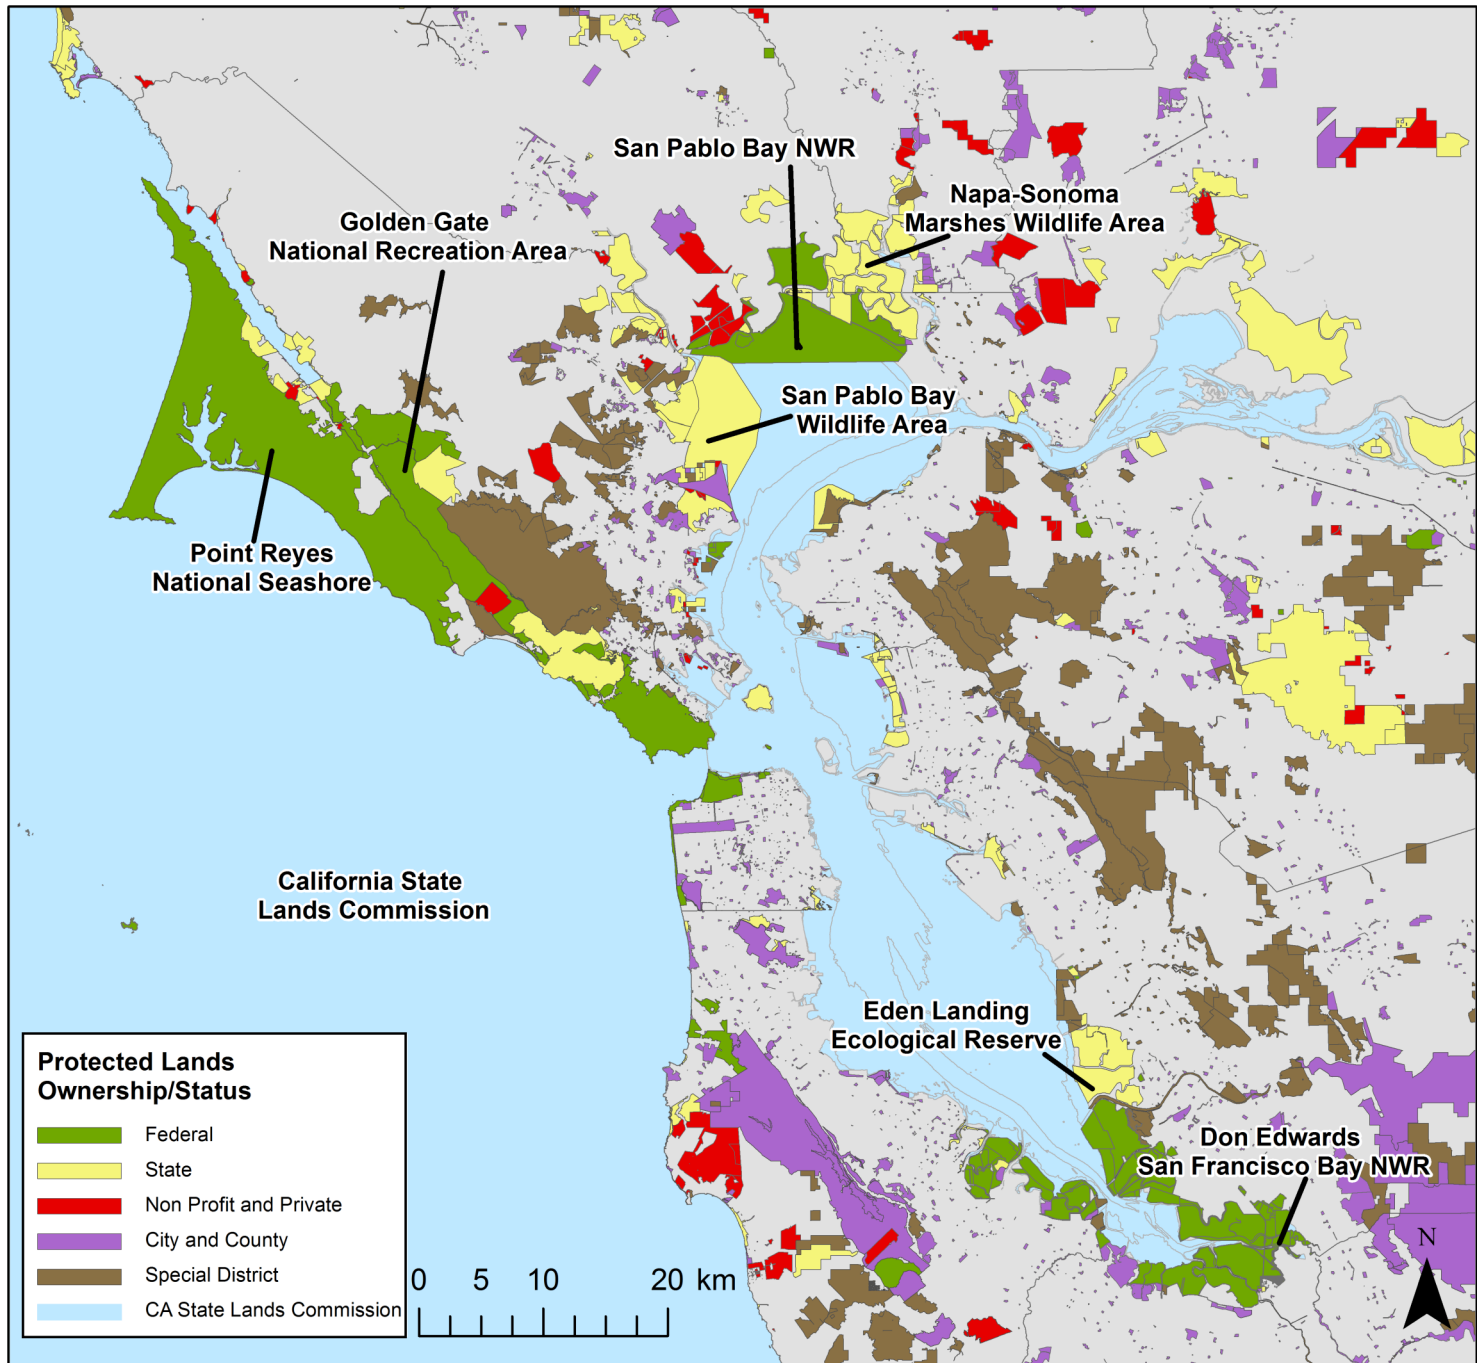 San Pablo Bay NWR
Napa-Sonoma
Marshes Wildlife Area
Golden Gate
National Recreation Area
San Pablo Bay
Wildlife Area
Point Reyes
National Seashore
California State
Lands Commission
Eden Landing
Ecological Reserve
Don Edwards
San Francisco Bay NWR
Protected Lands
Ownership/Status
Federal
State
Non Profit and Private
City and County
Special District
CA State Lands Commission
0 5 10 20 km
N